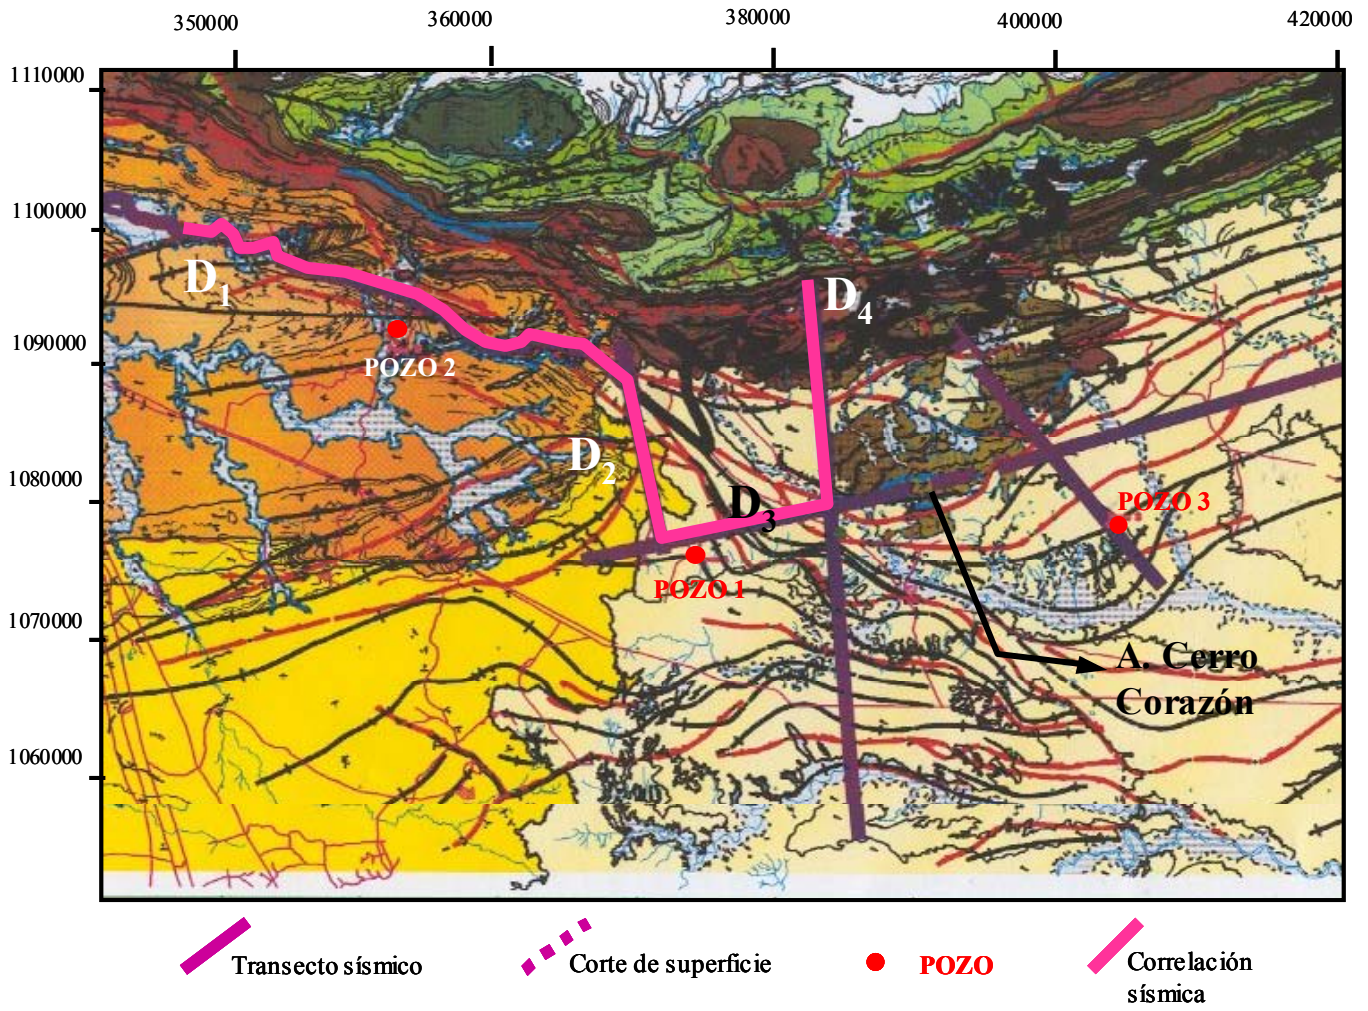 350000
360000
380000
400000
420000
1110000
1100000
1090000
1080000
1070000
1060000
D1
D2
D3
D4
POZO 2
POZO 3
POZO 1
A. Cerro
Corazón
Transecto sísmico
Corte de superficie
POZO
Correlación
sísmica